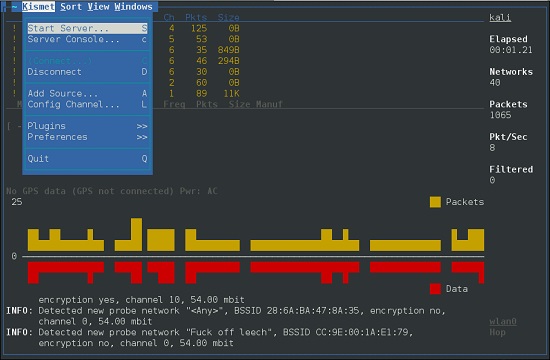 ~ Kismet Sort View Windows
Ch Pkts Size
kali
! Start Server... S 4 125 0B
! Server Console... c 5 53 0B
Elapsed
! 6 35 849B
00:01.21
! [Connect...] C 6 46 294B
! Disconnect D 6 30 0B
Networks
! 2 60 0B
40
! Add Source... A 1 89 11K
M Config Channel... L Freq Pkts Size Manuf
Packets
1065
[ - Plugins >>
Preferences >>
Pkt/Sec
8
Quit Q
Filtered
0
No GPS data (GPS not connected) Pwr: AC
25 Packets
0
Data
encryption yes, channel 10, 54.00 mbit
INFO: Detected new probe network "<Any>", BSSID 28:6A:BA:47:8A:35, encryption no,
channel 0, 54.00 mbit
wlan0
INFO: Detected new probe network "Fuck off leech", BSSID CC:9E:00:1A:E1:79,
Hop
encryption no, channel 0, 54.00 mbit